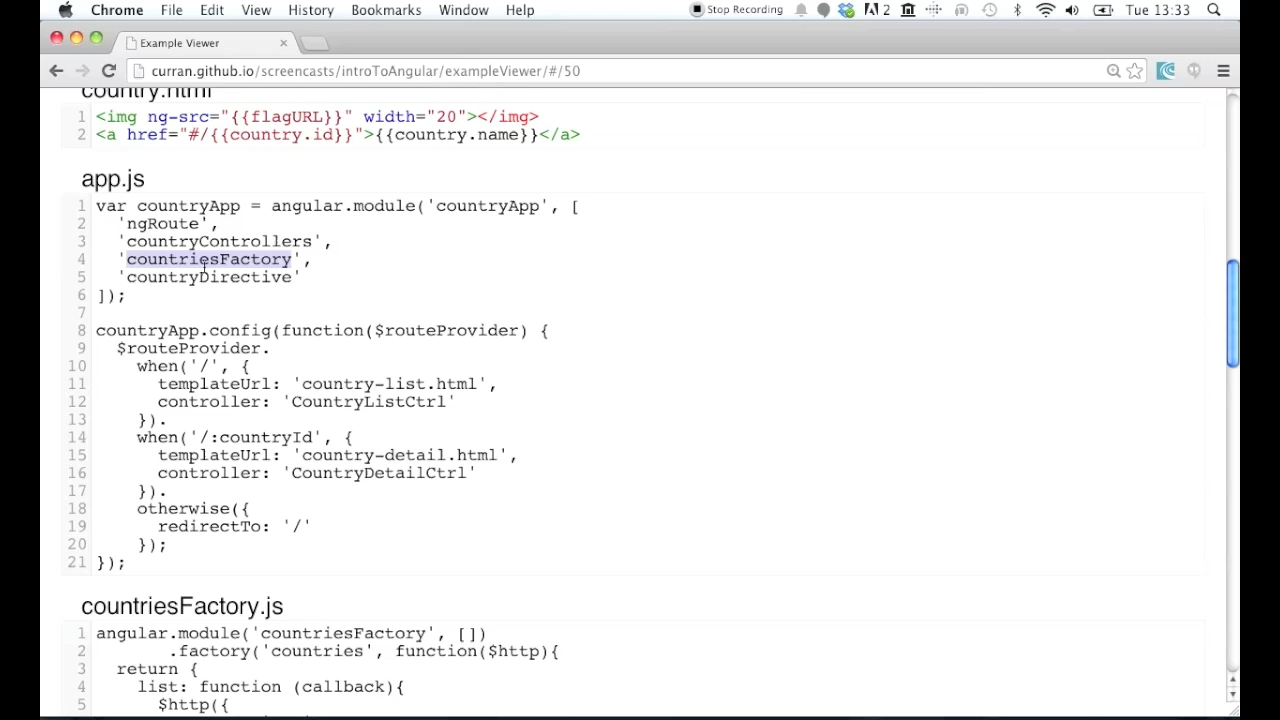 Chrome File Edit View History Bookmarks Window Help Stop Recording 2 Tue 13:33
Example Viewer
curran.github.io/screencasts/introToAngular/exampleViewer/#/50
country.html
1 <img ng-src="{{flagURL}}" width="20"></img>
2 <a href="#/{{country.id}}">{{country.name}}</a>
app.js
1 var countryApp = angular.module('countryApp', [
2 'ngRoute',
3 'countryControllers',
4 'countriesFactory',
5 'countryDirective'
6 ]);
7
8 countryApp.config(function($routeProvider) {
9 $routeProvider.
10 when('/', {
11 templateUrl: 'country-list.html',
12 controller: 'CountryListCtrl'
13 }).
14 when('/:countryId', {
15 templateUrl: 'country-detail.html',
16 controller: 'CountryDetailCtrl'
17 }).
18 otherwise({
19 redirectTo: '/'
20 });
21 });
countriesFactory.js
1 angular.module('countriesFactory', [])
2 .factory('countries', function($http){
3 return {
4 list: function (callback){
5 $http({